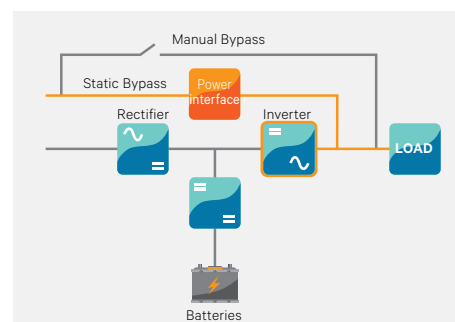 Manual Bypass
Static Bypass
Power
interface
Rectifier
Inverter
LOAD
Batteries